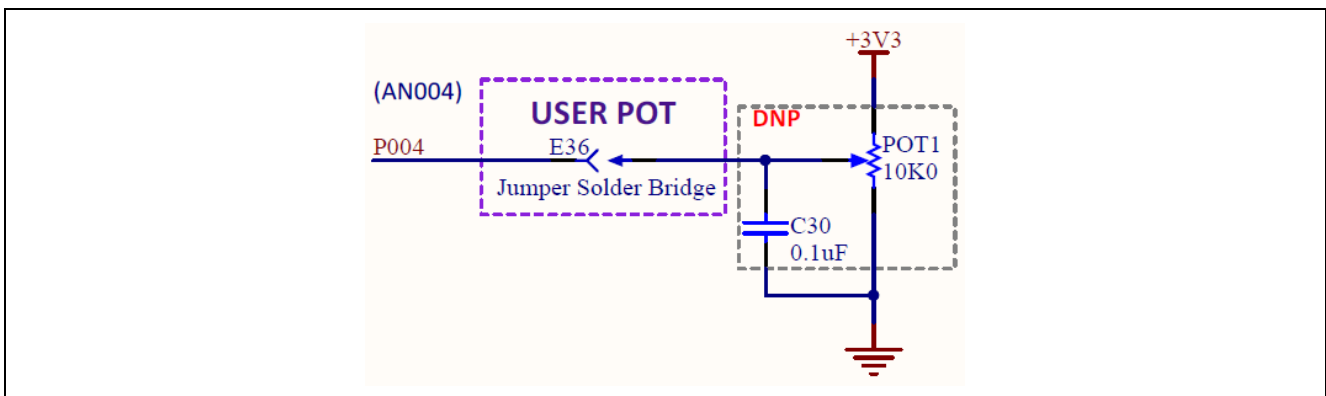 +3V3
(AN004)
USER POT
DNP
P004
E36
POT1
10K0
Jumper Solder Bridge
C30
0.1uF